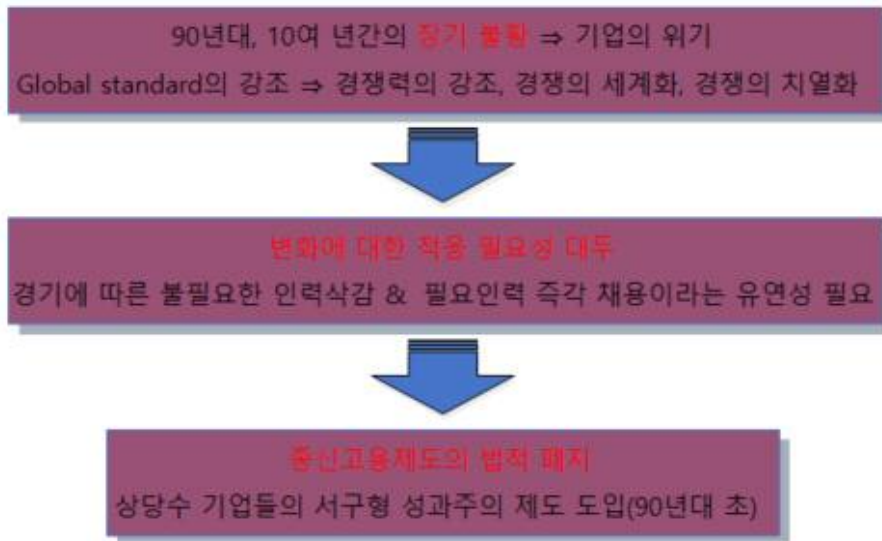 90년대, 10여 년간의 장기 불황 ⇒ 기업의 위기
Global standard의 강조 ⇒ 경쟁력의 강조, 경쟁의 세계화, 경쟁의 치열화
변화에 대한 적응 필요성 대두
경기에 따른 불필요한 인력삭감 & 필요인력 즉각 채용이라는 유연성 필요
종신고용제도의 법적 폐지
상당수 기업들의 서구형 성과주의 제도 도입(90년대 초)